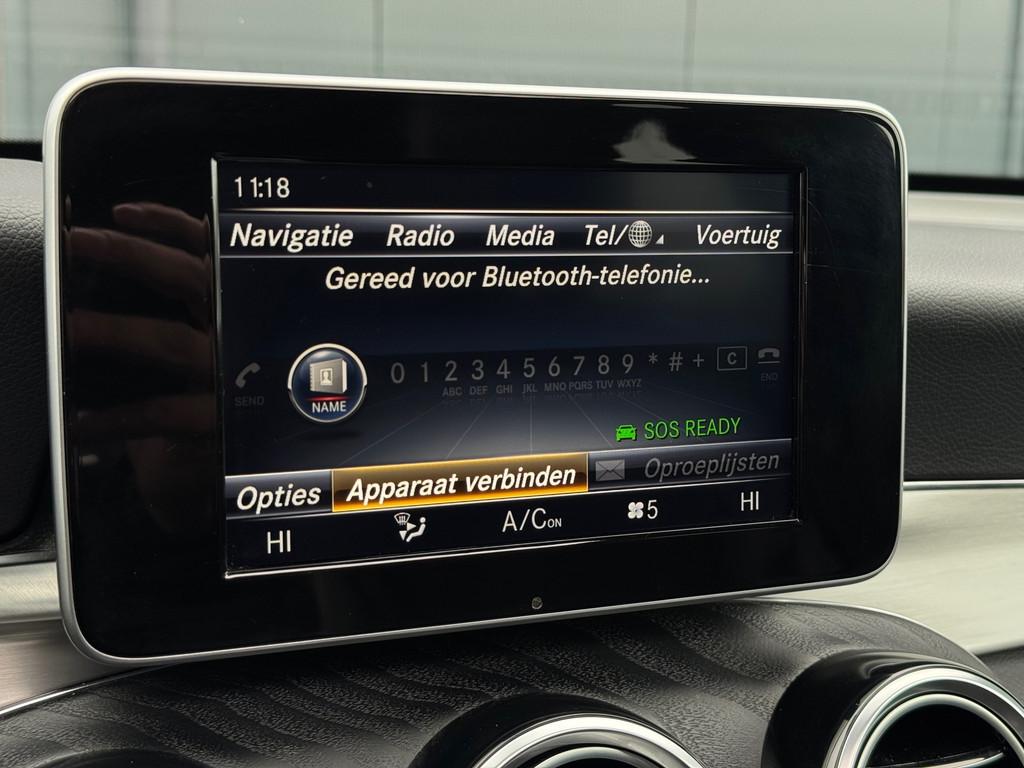 11:18
Navigatie Radio Media Tel/ Voertuig
Gereed voor Bluetooth-telefonie...
SEND NAME 0 1 2 3 4 5 6 7 8 9 * # + C END
ABC DEF GHI JKL MNO PQRS TUV WXYZ
SOS READY
Opties Apparaat verbinden Oproeplijsten
HI A/C ON 5 HI